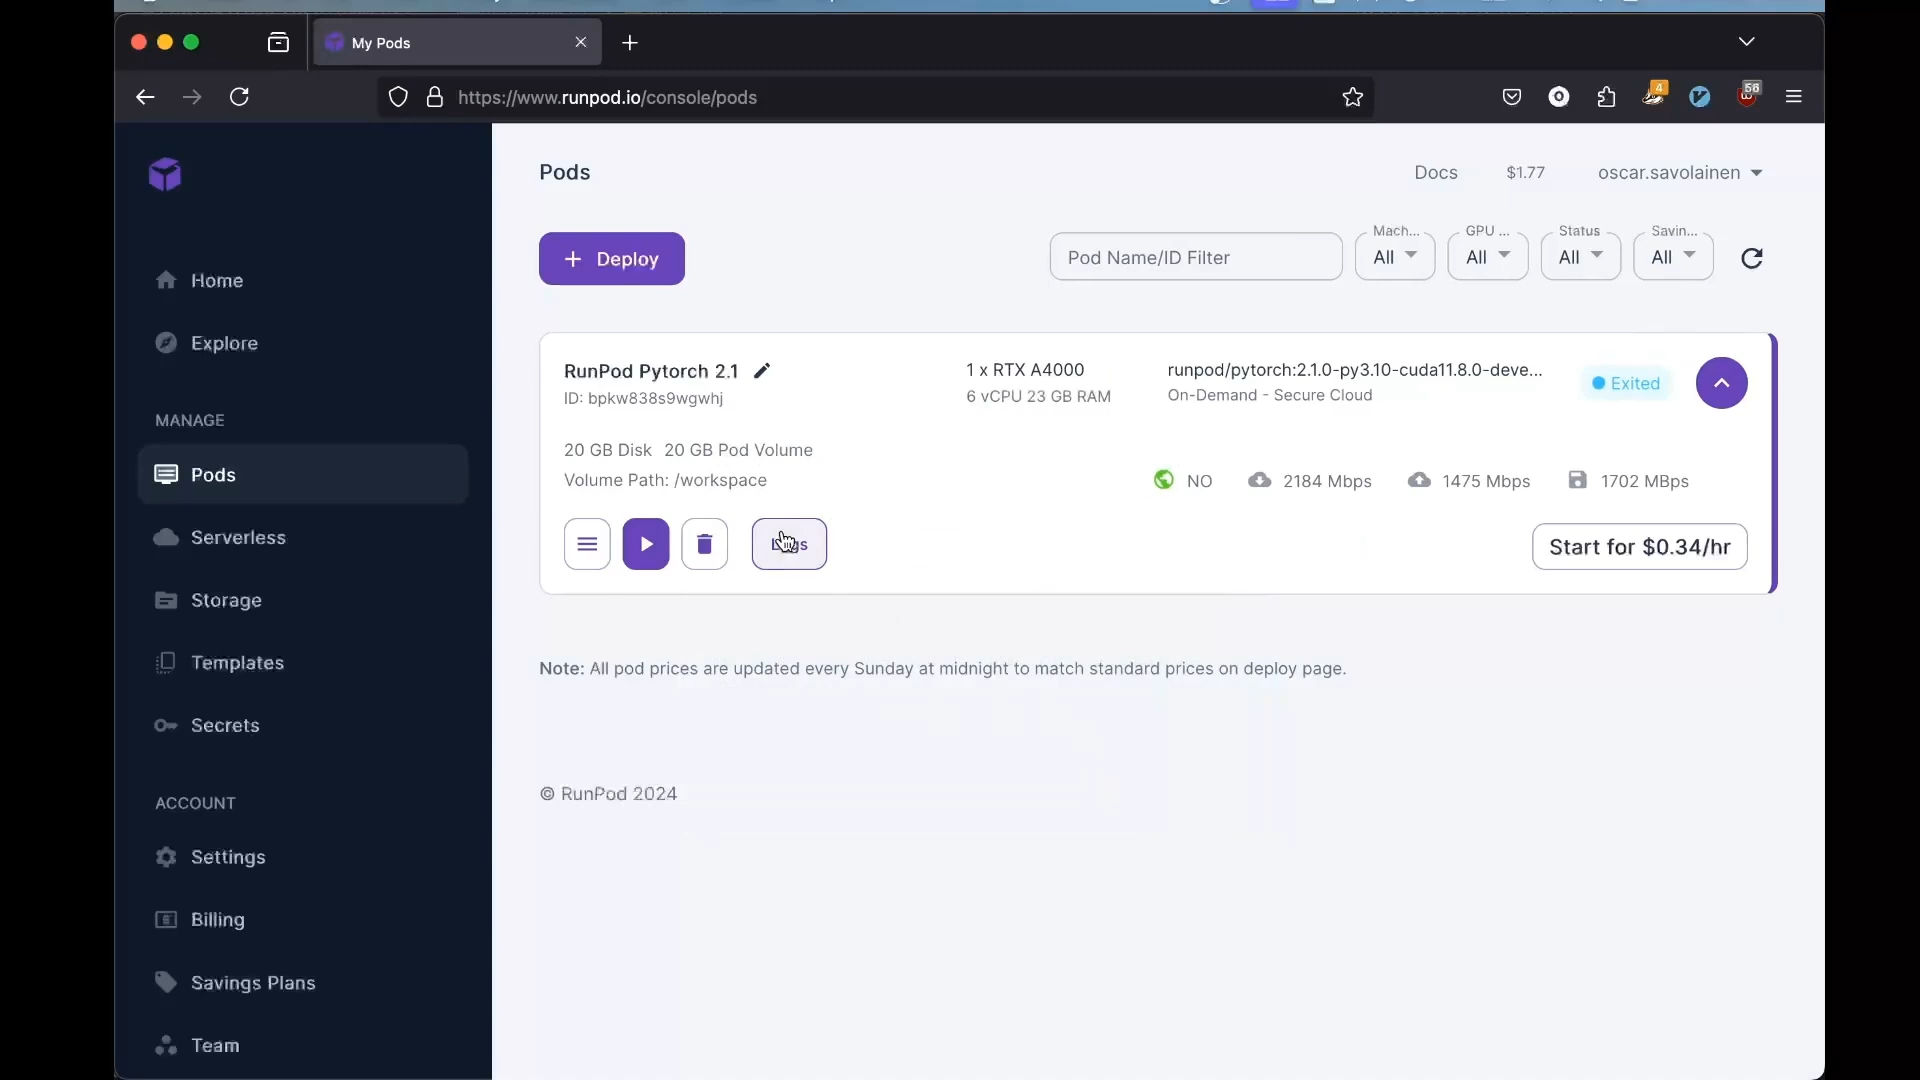 My Pods
https://www.runpod.io/console/pods
4
56
Pods
Docs
$1.77
oscar.savolainen
Home
Explore
MANAGE
Pods
Serverless
Storage
Templates
Secrets
ACCOUNT
Settings
Billing
Savings Plans
Team
+ Deploy
Pod Name/ID Filter
Mach...
All
GPU ...
All
Status
All
Savin...
All
RunPod Pytorch 2.1
ID: bpkw838s9wgwhj
1 x RTX A4000
6 vCPU 23 GB RAM
runpod/pytorch:2.1.0-py3.10-cuda11.8.0-deve...
On-Demand - Secure Cloud
Exited
20 GB Disk 20 GB Pod Volume
Volume Path: /workspace
NO
2184 Mbps
1475 Mbps
1702 MBps
Start for $0.34/hr
Note: All pod prices are updated every Sunday at midnight to match standard prices on deploy page.
© RunPod 2024